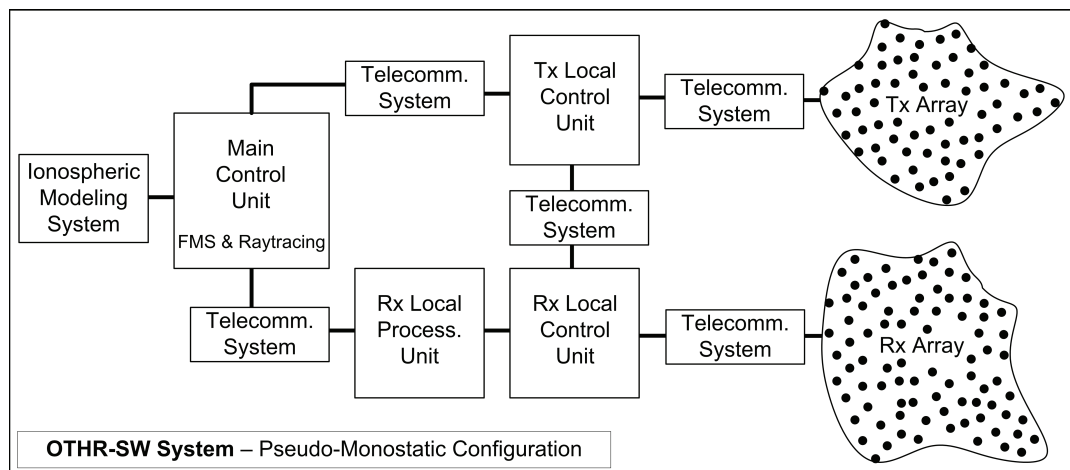 Ionospheric
Modeling
System
Main
Control
Unit
FMS & Raytracing
Telecomm.
System
Tx Local
Control
Unit
Telecomm.
System
Tx Array
Telecomm.
System
Telecomm.
System
Rx Local
Process.
Unit
Rx Local
Control
Unit
Telecomm.
System
Rx Array
OTHR-SW System – Pseudo-Monostatic Configuration